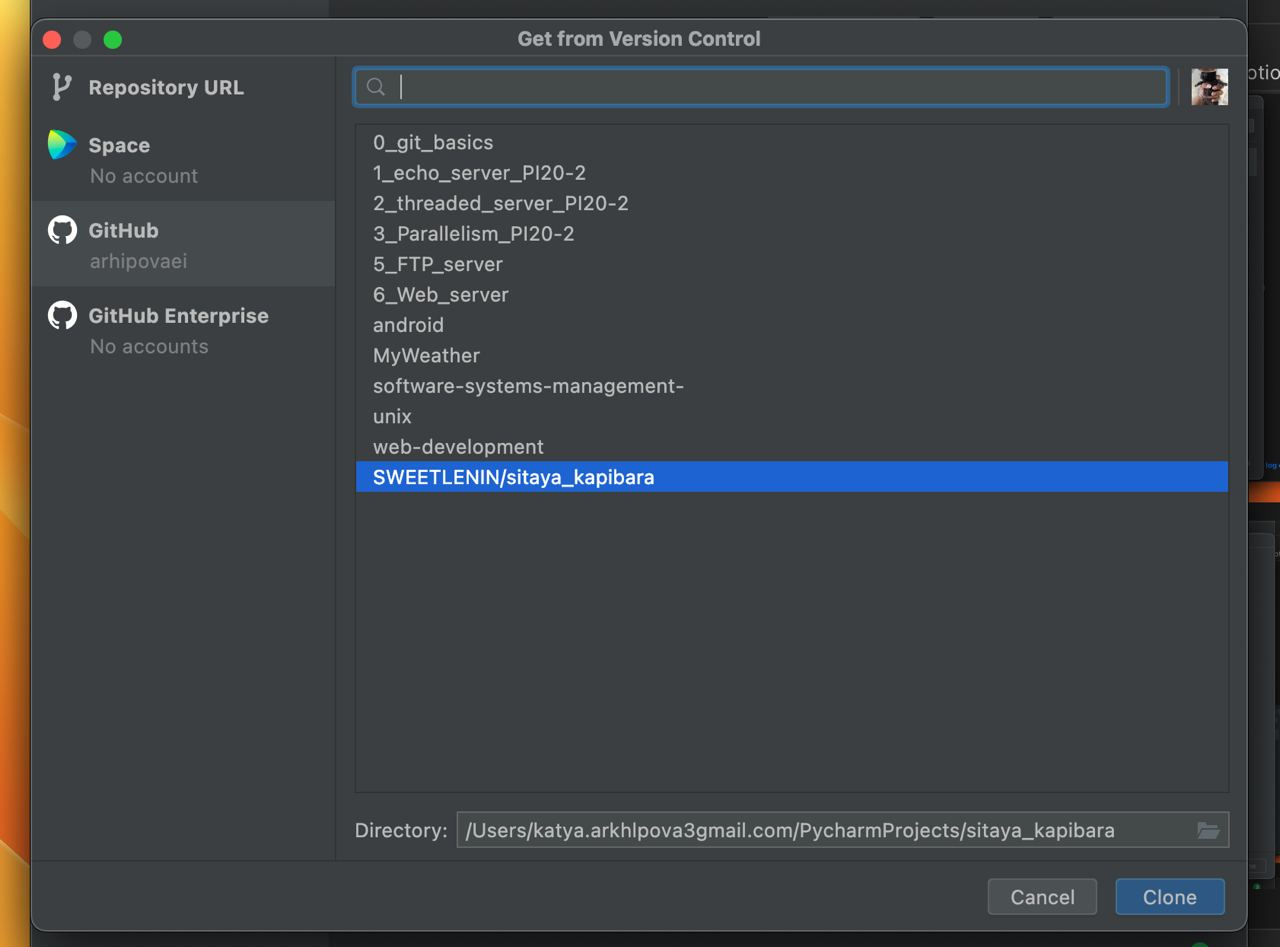 Get from Version Control
Repository URL
Space
No account
GitHub
arhipovaei
GitHub Enterprise
No accounts
0_git_basics
1_echo_server_PI20-2
2_threaded_server_PI20-2
3_Parallelism_PI20-2
5_FTP_server
6_Web_server
android
MyWeather
software-systems-management-
unix
web-development
SWEETLENIN/sitaya_kapibara
Directory: /Users/katya.arkhlpova3gmail.com/PycharmProjects/sitaya_kapibara
Cancel
Clone